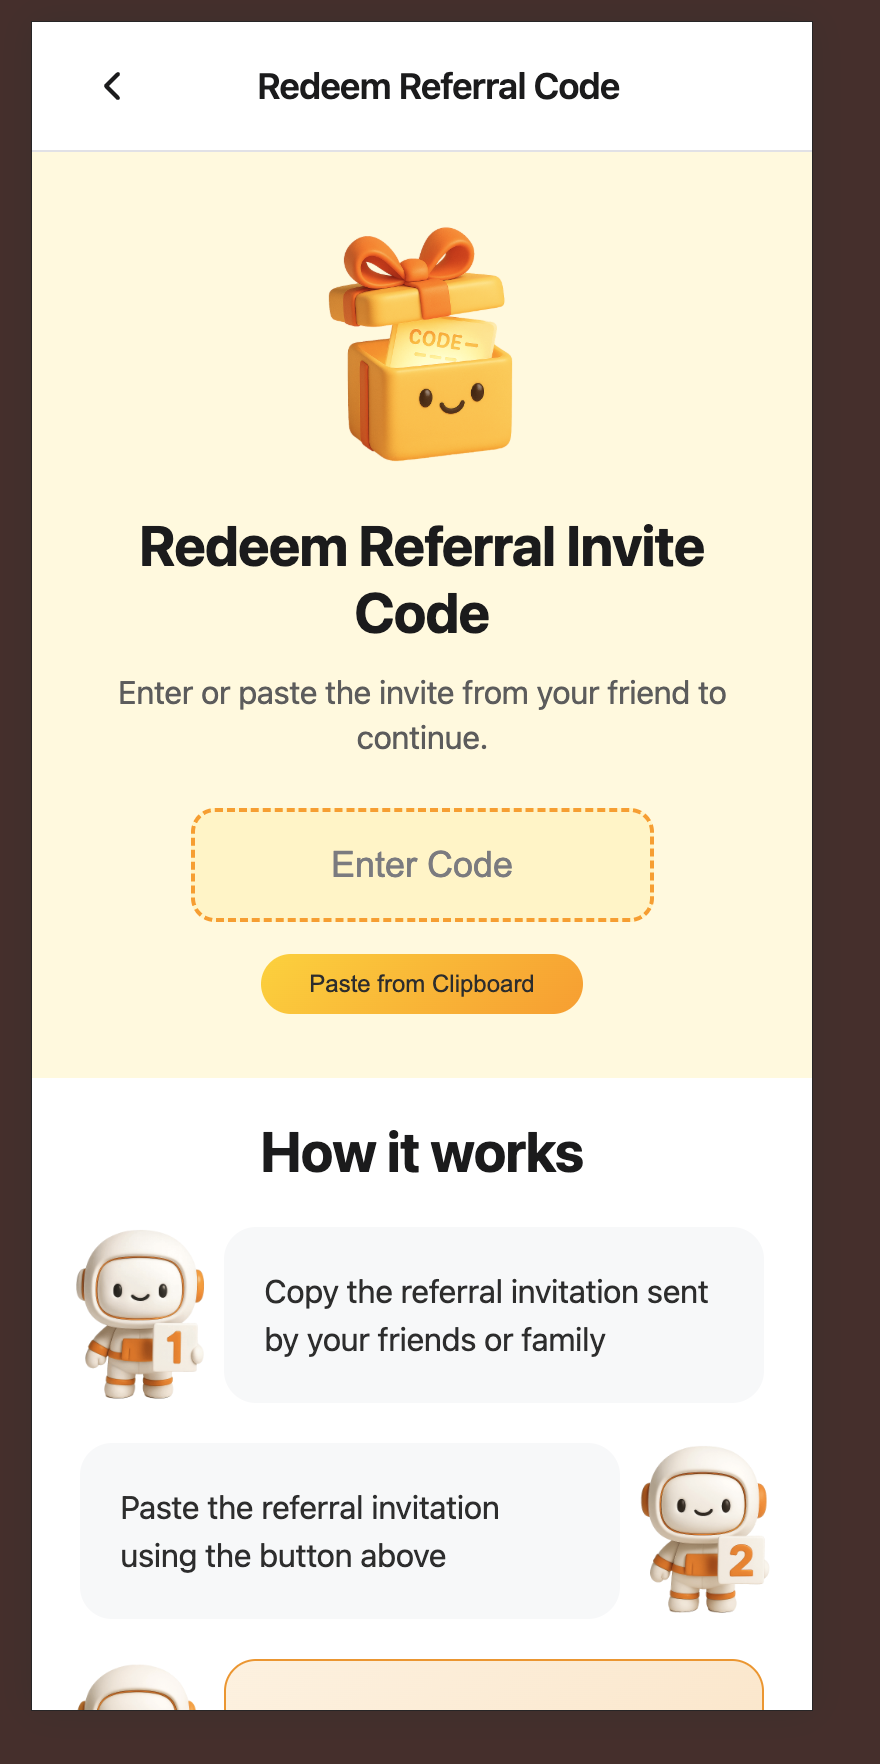 Redeem Referral Code
CODE
Redeem Referral Invite
Code
Enter or paste the invite from your friend to
continue.
Enter Code
Paste from Clipboard
How it works
1
Copy the referral invitation sent
by your friends or family
Paste the referral invitation
using the button above
2